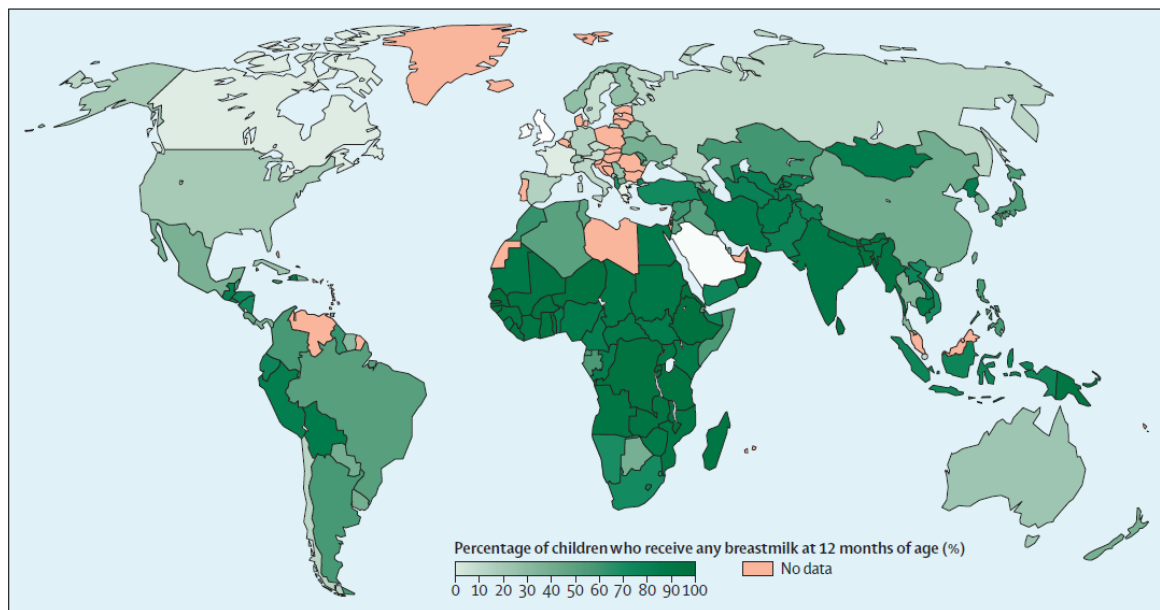 Percentage of children who receive any breastmilk at 12 months of age (%)
0 10 20 30 40 50 60 70 80 90 100
No data